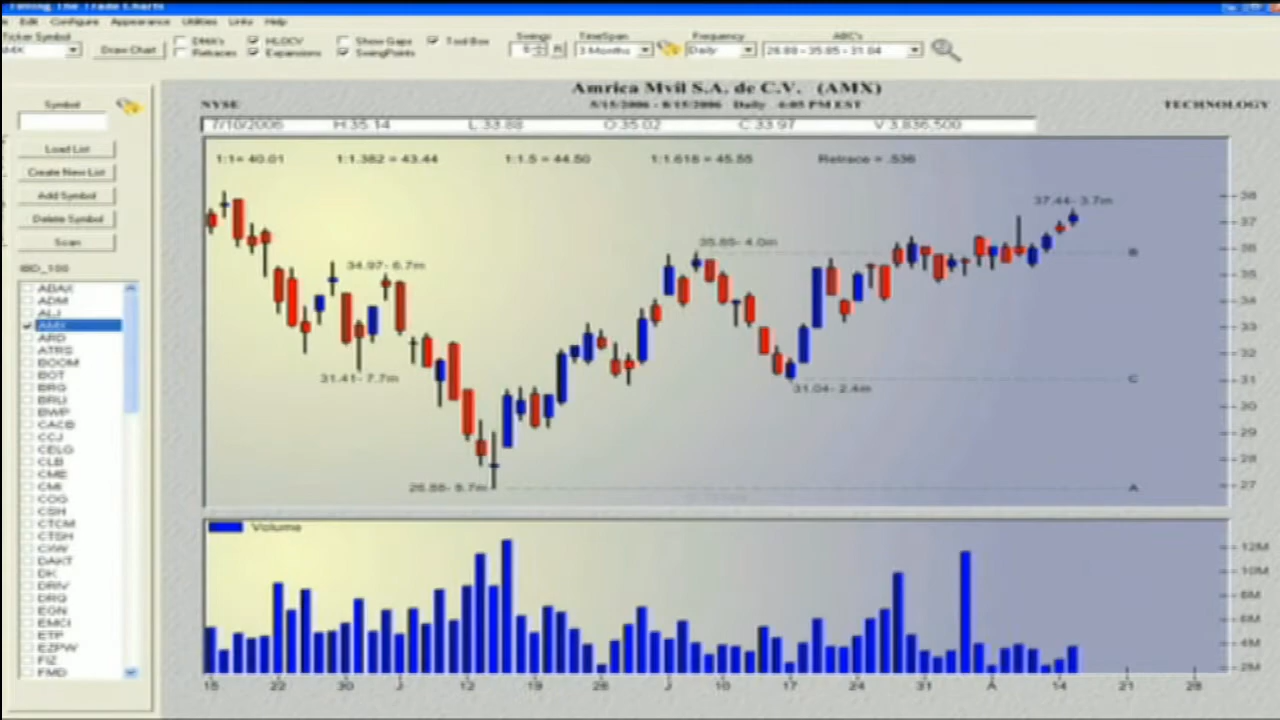 Timing The Trade Charts
Edit Configure Appearance Utilities Links Help
Ticker Symbol
AMX
Draw Chart
DMA's
Retraces
HLOCV
Expansions
Show Gaps
SwingPoints
Tool Box
Swings
6
R
TimeSpan
3 Months
Frequency
Daily
ABC's
26.88 - 35.85 - 31.04
Symbol
Load List
Create New List
Add Symbol
Delete Symbol
Scan
IBD_100
ABAX
ADM
ALJ
AMX
ARD
ATRS
BOOM
BOT
BRG
BRLI
BWP
CACB
CCJ
CELG
CLB
CME
CMI
COG
CSH
CTCM
CTSH
CXW
DAKT
DK
DRIV
DRQ
EGN
EMCI
ETP
EZPW
FIZ
FMD
Amrica Mvil S.A. de C.V. (AMX)
NYSE
5/15/2006 - 8/15/2006 Daily 6:05 PM EST
TECHNOLOGY
7/10/2006 H:35.14 L:33.88 O:35.02 C:33.97 V:3,836,500
1:1= 40.01 1:1.382 = 43.44 1:1.5 = 44.50 1:1.618 = 45.55 Retrace = .536
37.44- 3.7m
35.85- 4.0m
34.97- 6.7m
31.41- 7.7m
31.04- 2.4m
26.88- 8.7m
B
C
A
38
37
36
35
34
33
32
31
30
29
28
27
Volume
12M
10M
8M
6M
4M
2M
15 22 30 J 12 19 26 J 10 17 24 31 A 14 21 28